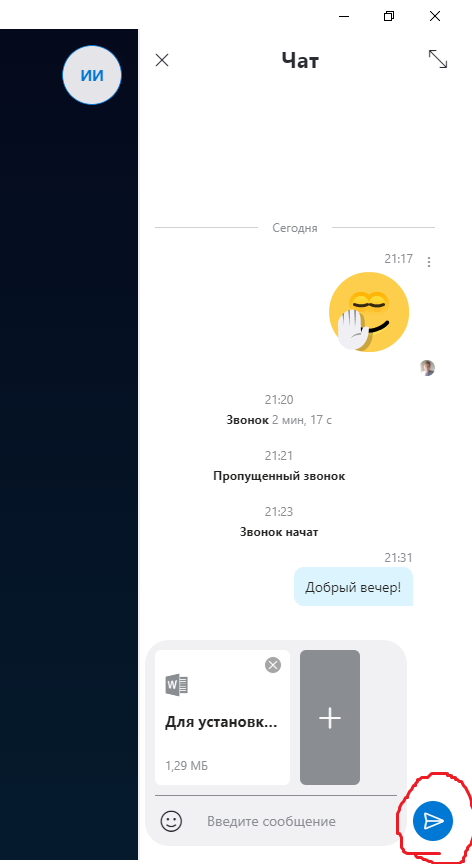 ИИ
Чат
Сегодня
21:17
21:20
Звонок 2 мин, 17 с
21:21
Пропущенный звонок
21:23
Звонок начат
21:31
Добрый вечер!
W
Для установк...
1,29 МБ
Введите сообщение